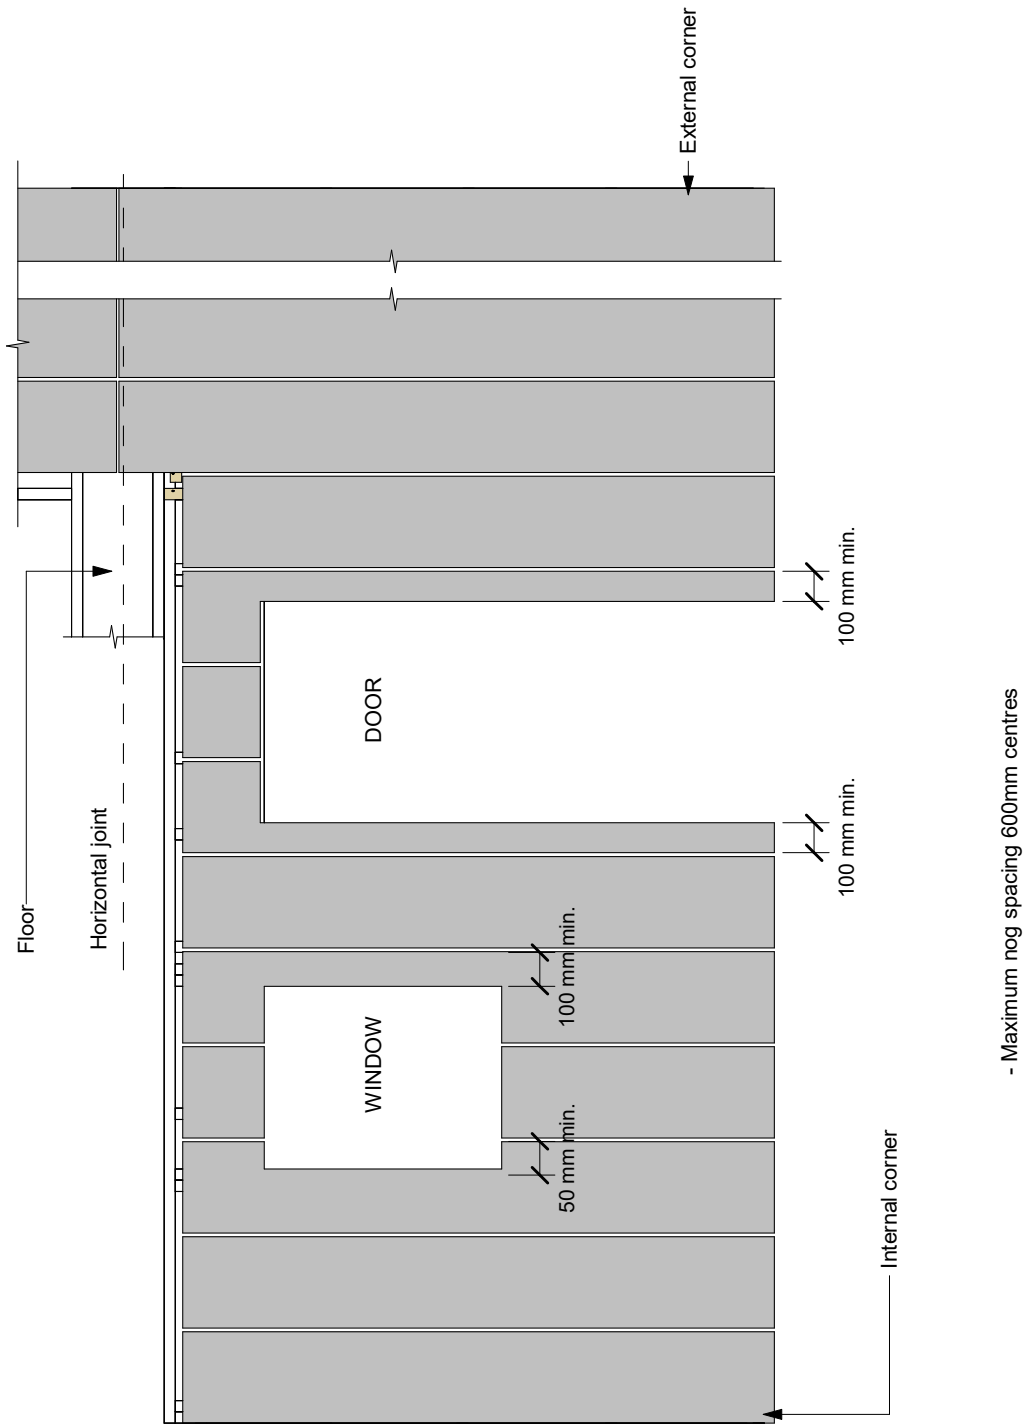 Floor
Horizontal joint
External corner
WINDOW
DOOR
50 mm min.
100 mm min.
100 mm min.
100 mm min.
Internal corner
- Maximum nog spacing 600mm centres